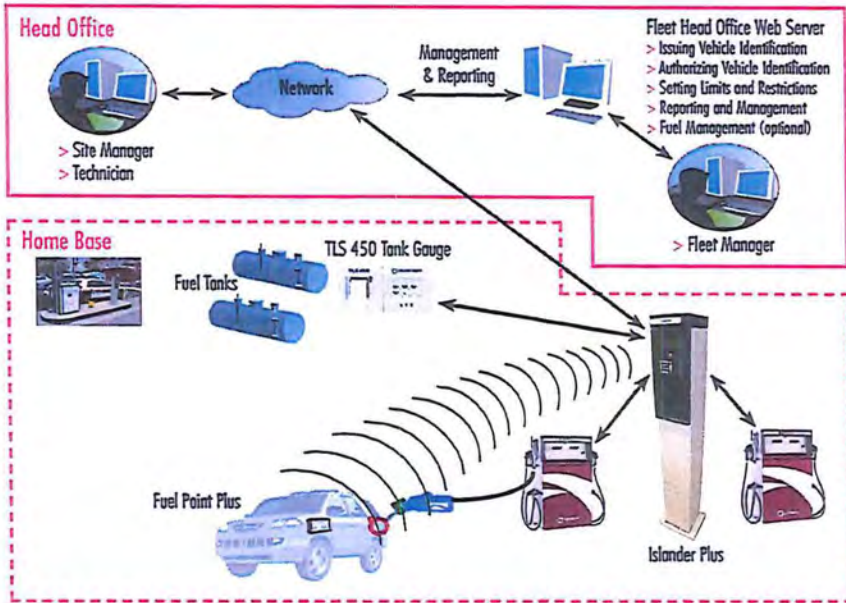 Head Office
Network
Management
& Reporting
Fleet Head Office Web Server
> Issuing Vehicle Identification
> Authorizing Vehicle Identification
> Setting Limits and Restrictions
> Reporting and Management
> Fuel Management (optional)
> Site Manager
> Technician
> Fleet Manager
Home Base
Fuel Tanks
TLS 450 Tank Gauge
Fuel Point Plus
Islander Plus